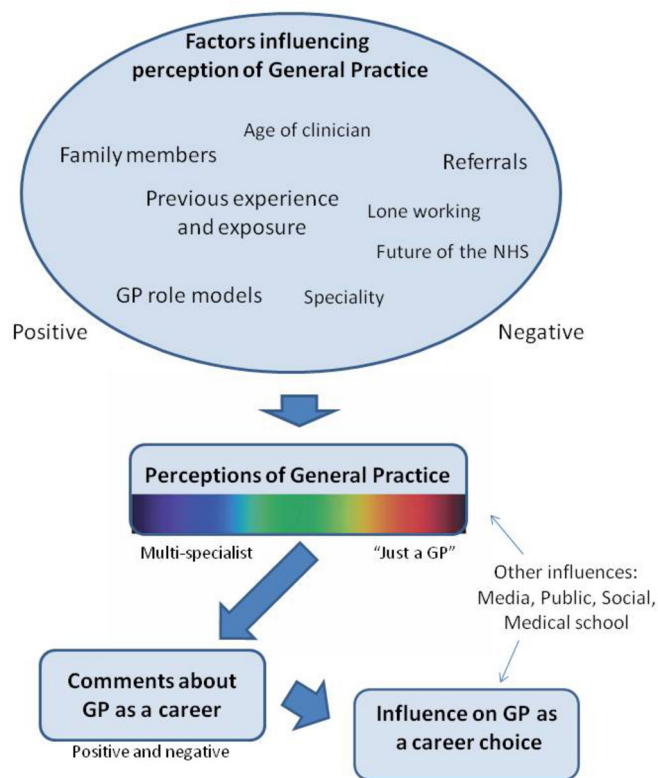 Factors influencing
perception of General Practice
Age of clinician
Family members
Referrals
Previous experience
and exposure
Lone working
Future of the NHS
GP role models
Speciality
Positive
Negative
Perceptions of General Practice
Multi-specialist
“Just a GP”
Other influences:
Media, Public, Social,
Medical school
Comments about
GP as a career
Positive and negative
Influence on GP as
a career choice